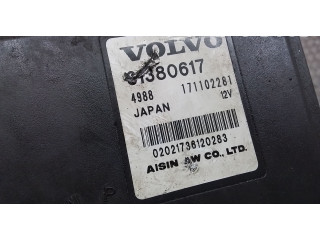 VOLVO
31380617
4988 171102281
JAPAN 12V
02021736120283
AISIN AW CO., LTD.